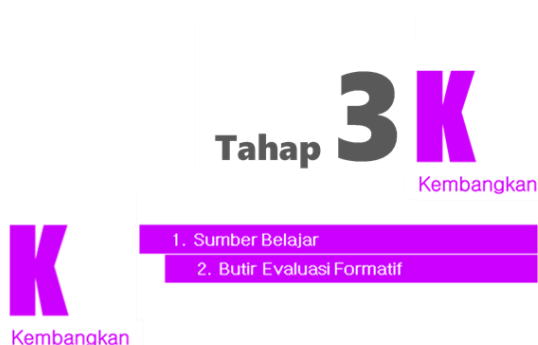 Tahap 3 K
Kembangkan
K
1. Sumber Belajar
2. Butir Evaluasi Formatif
Kembangkan